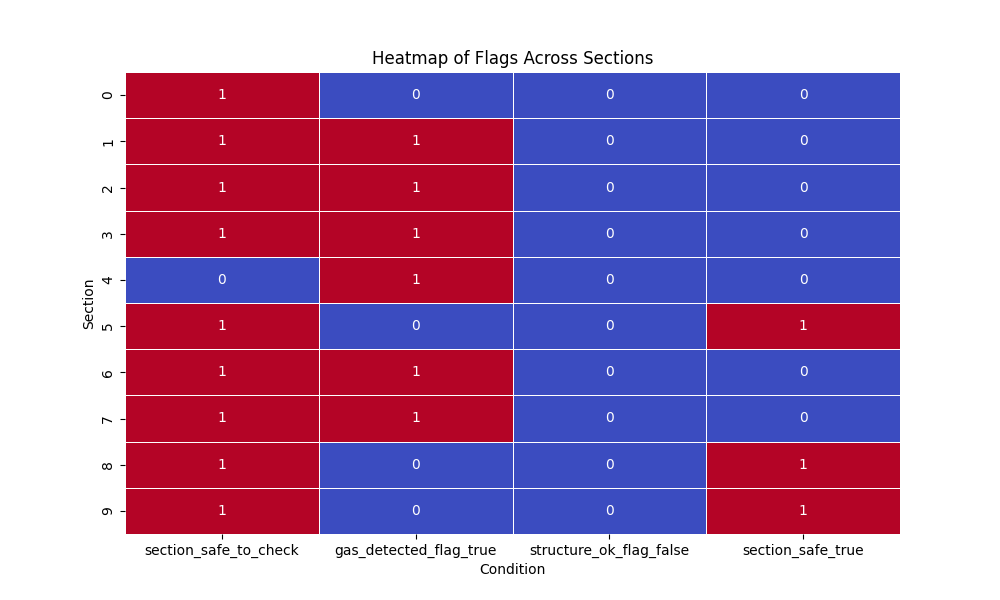 Heatmap of Flags Across Sections
0 1 0 0 0
1 1 1 0 0
2 1 1 0 0
3 1 1 0 0
4 0 1 0 0
5 1 0 0 1
6 1 1 0 0
7 1 1 0 0
8 1 0 0 1
9 1 0 0 1
Section
section_safe_to_check gas_detected_flag_true structure_ok_flag_false section_safe_true
Condition